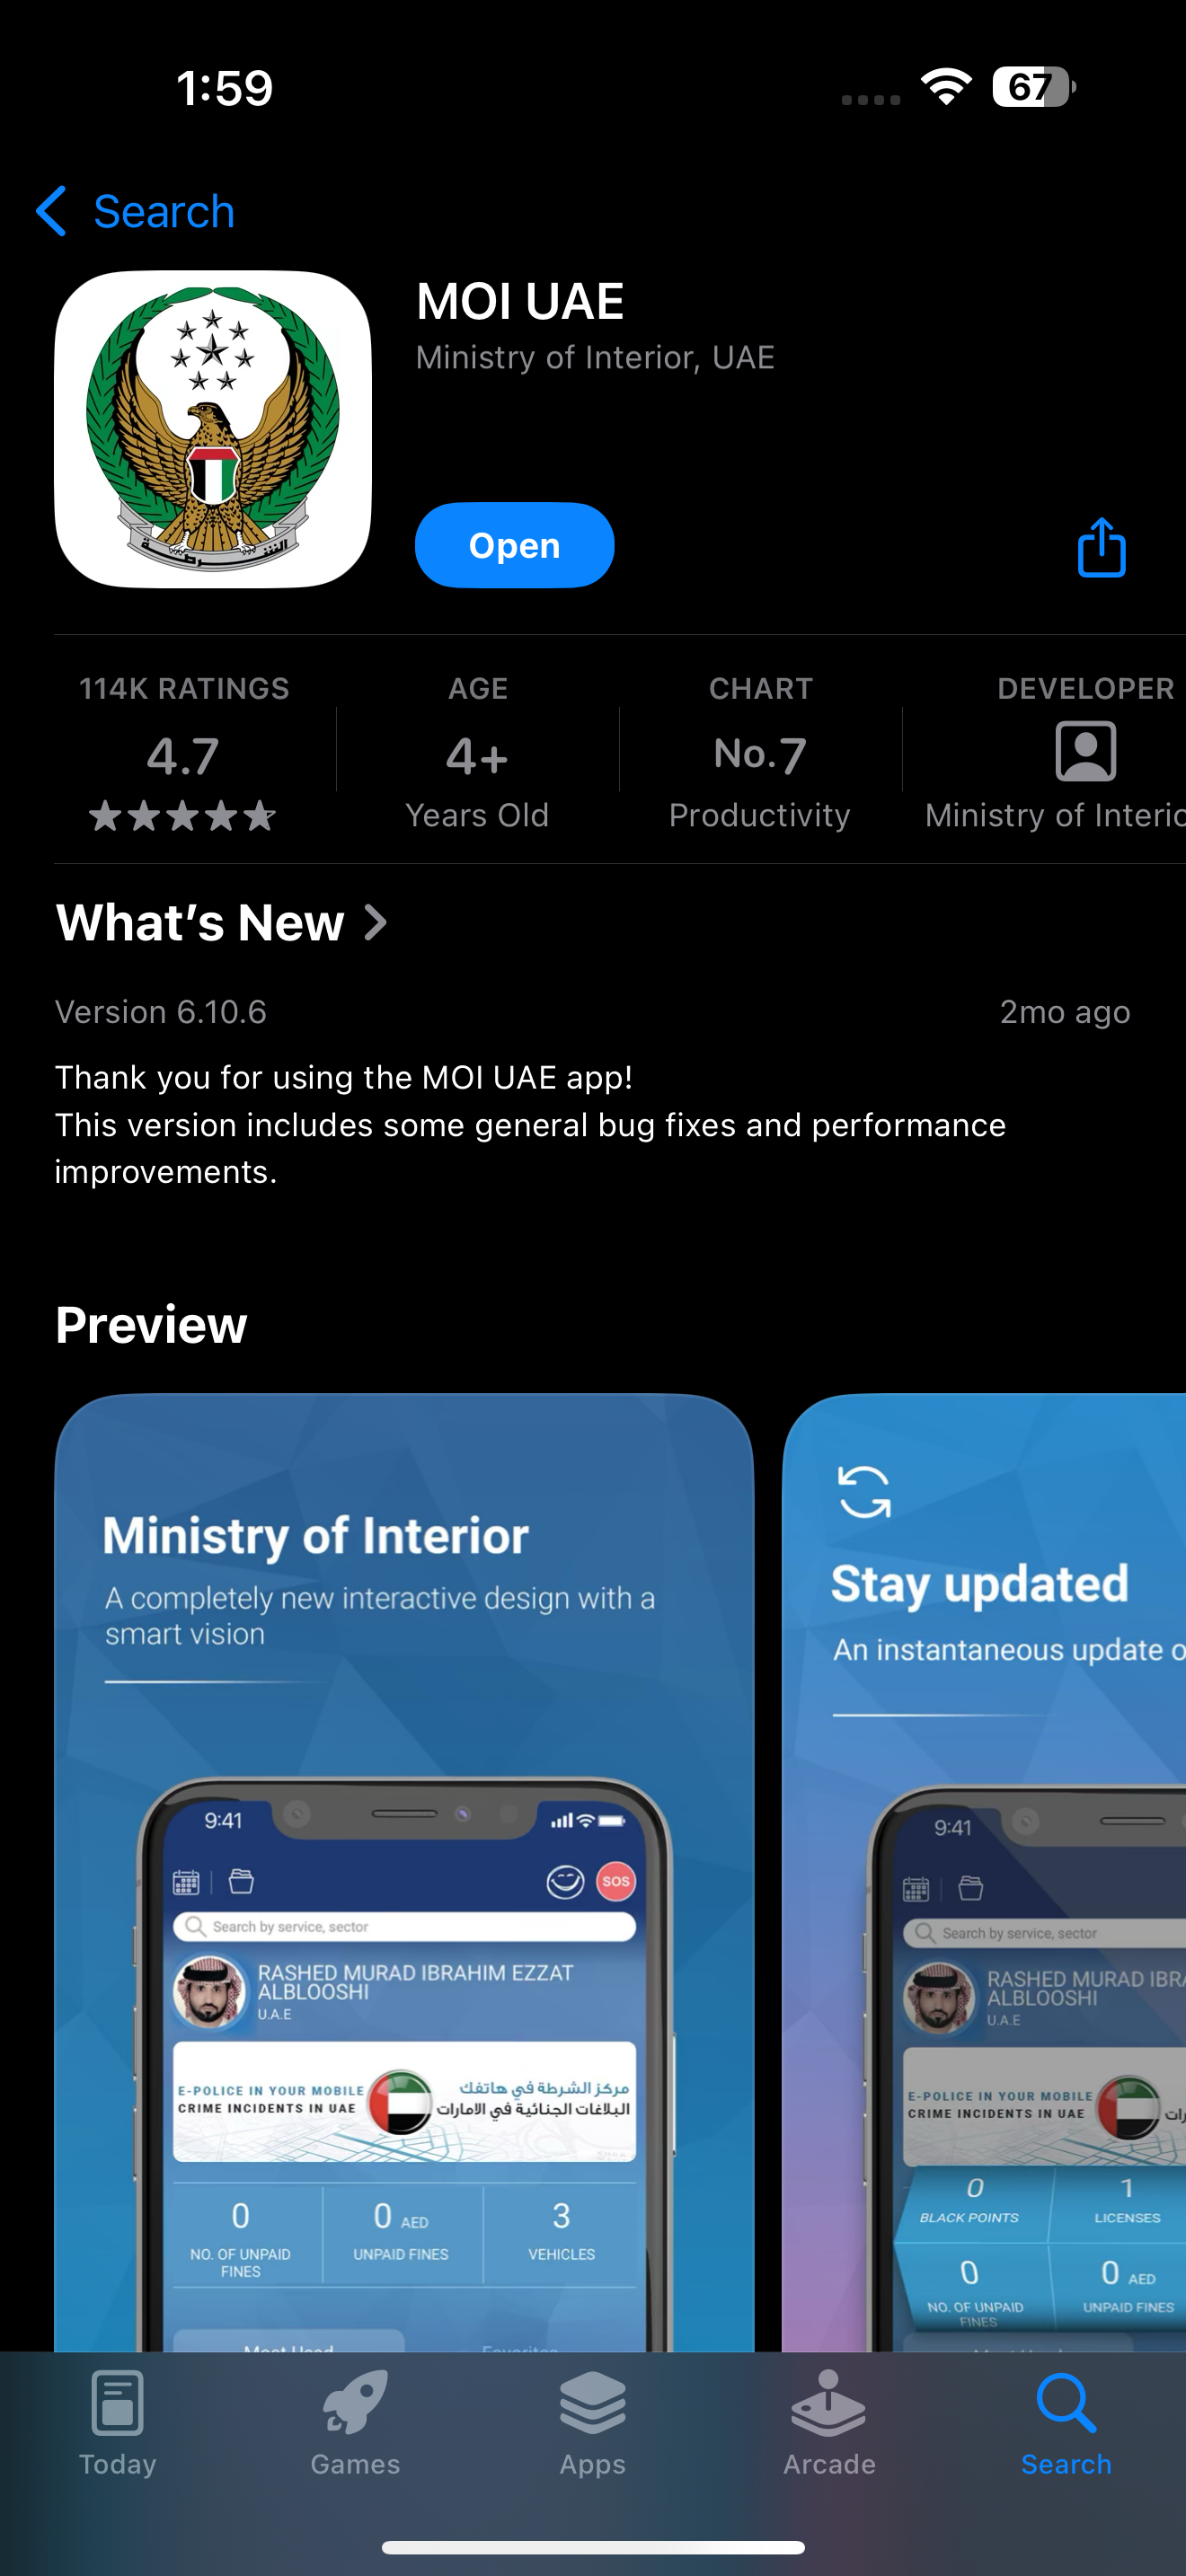 1:59
67
Search
MOI UAE
Ministry of Interior, UAE
الشرطة
Open
114K RATINGS
4.7
AGE
4+
Years Old
CHART
No.7
Productivity
DEVELOPER
Ministry of Interio
What's New
Version 6.10.6
2mo ago
Thank you for using the MOI UAE app!
This version includes some general bug fixes and performance
improvements.
Preview
Ministry of Interior
A completely new interactive design with a
smart vision
9:41
SOS
Search by service, sector
RASHED MURAD IBRAHIM EZZAT
ALBLOOSHI
U.A.E
E-POLICE IN YOUR MOBILE
CRIME INCIDENTS IN UAE
مركز الشرطة في هاتفك
البلاغات الجنائية في الامارات
0
NO. OF UNPAID
FINES
0 AED
UNPAID FINES
3
VEHICLES
Most Used
Favorites
Stay updated
An instantaneous update o
9:41
Search by service, sector
RASHED MURAD IBRA
ALBLOOSHI
U.A.E
E-POLICE IN YOUR MOBILE
CRIME INCIDENTS IN UAE
0
BLACK POINTS
1
LICENSES
0
NO. OF UNPAID
FINES
0 AED
UNPAID FINES
Today
Games
Apps
Arcade
Search